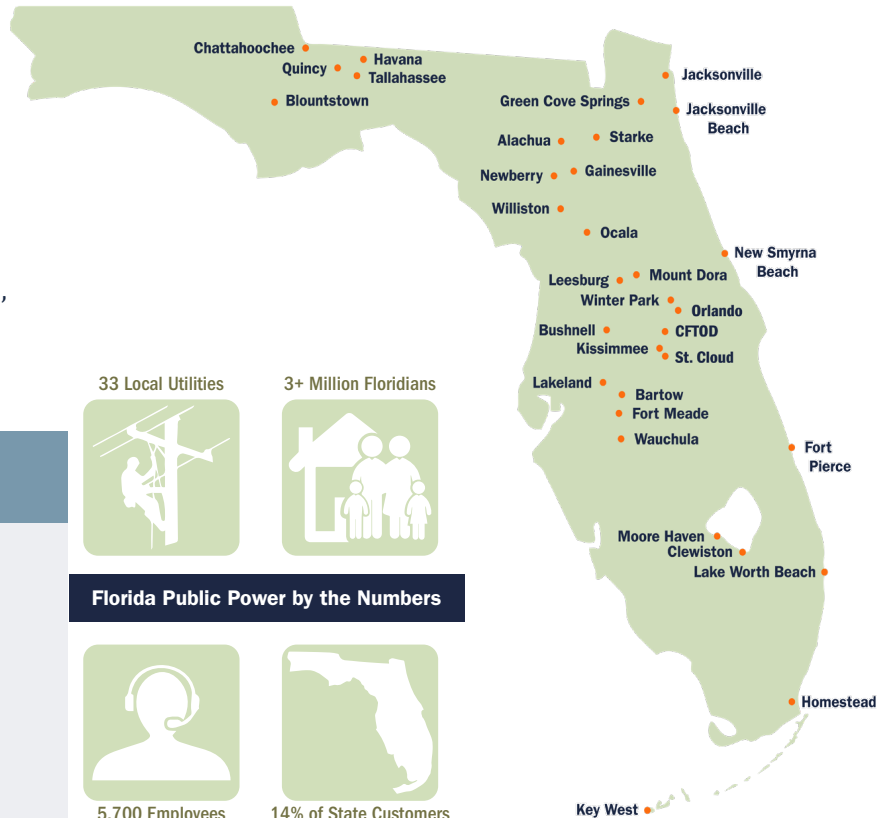 Chattahoochee
Havana
Quincy
Tallahassee
Blountstown
Jacksonville
Green Cove Springs
Jacksonville
Beach
Alachua
Starke
Newberry
Gainesville
Williston
Ocala
New Smyrna
Beach
Leesburg
Mount Dora
Winter Park
Orlando
Bushnell
CFTOD
Kissimmee
St. Cloud
Lakeland
Bartow
Fort Meade
Wauchula
Fort
Pierce
Moore Haven
Clewiston
Lake Worth Beach
Homestead
Key West
,
33 Local Utilities
3+ Million Floridians
Florida Public Power by the Numbers
5,700 Employees
14% of State Customers